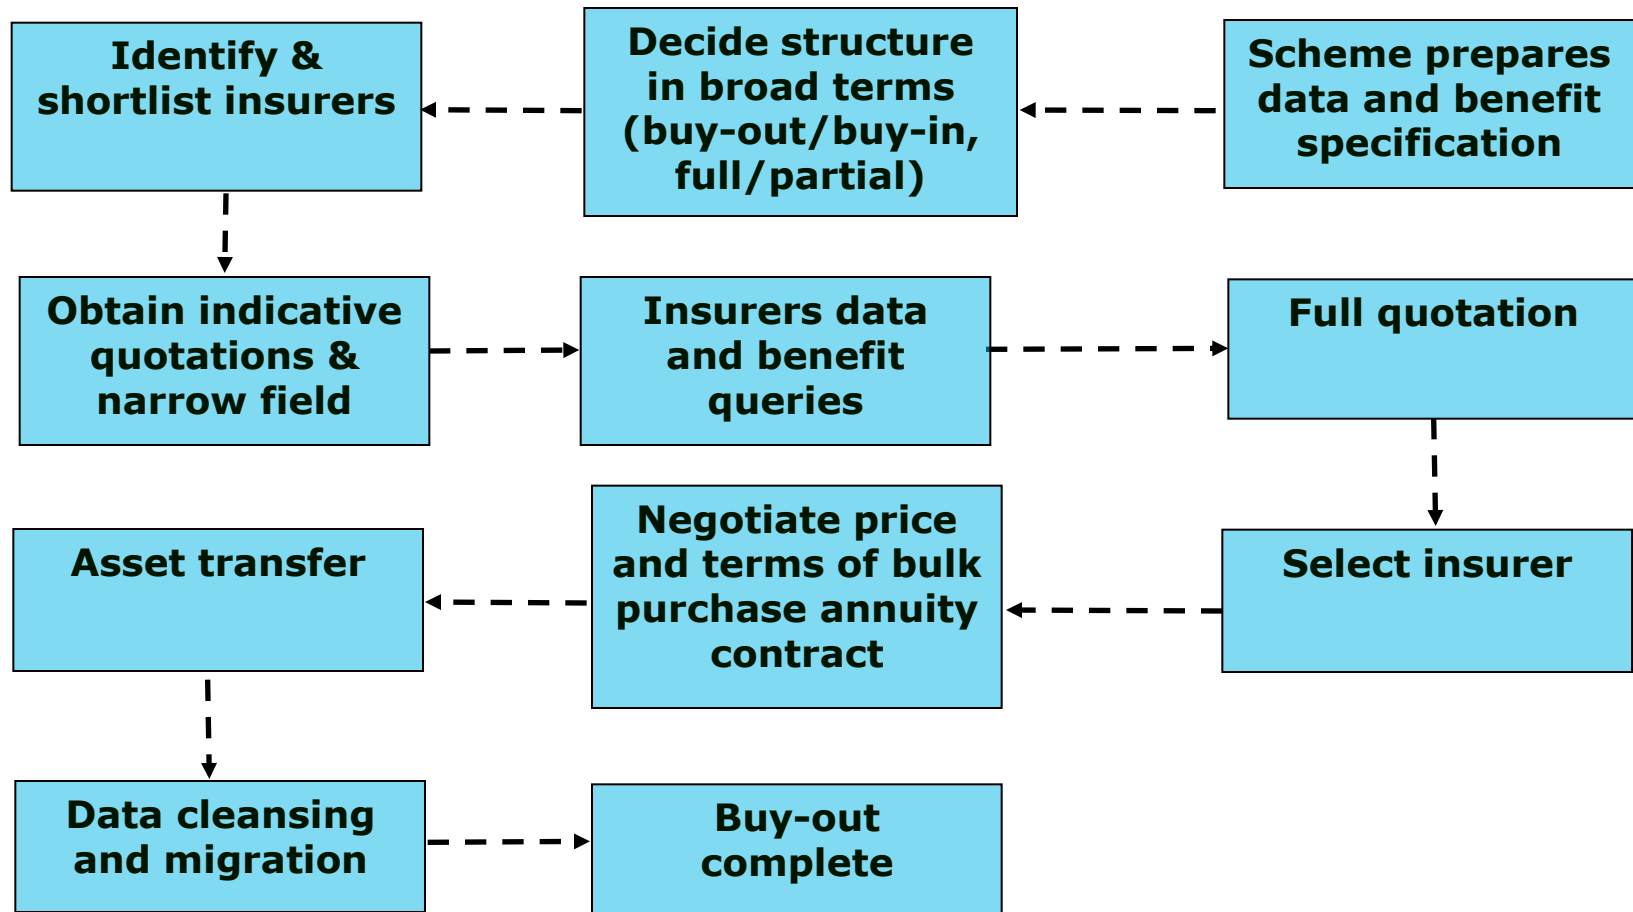 Identify &
shortlist insurers
Decide structure
in broad terms
(buy-out/buy-in,
full/partial)
Scheme prepares
data and benefit
specification
Obtain indicative
quotations &
narrow field
Insurers data
and benefit
queries
Full quotation
Asset transfer
Negotiate price
and terms of bulk
purchase annuity
contract
Select insurer
Data cleansing
and migration
Buy-out
complete